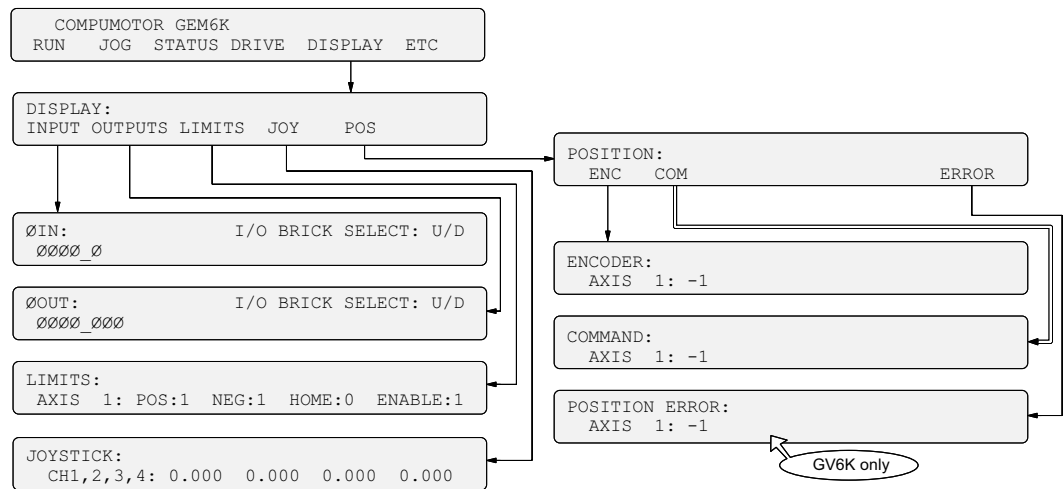 COMPUMOTOR GEM6K
RUN JOG STATUS DRIVE DISPLAY ETC
DISPLAY:
INPUT OUTPUTS LIMITS JOY POS
ØIN: I/O BRICK SELECT: U/D
ØØØØ_Ø
ØOUT: I/O BRICK SELECT: U/D
ØØØØ_ØØØ
LIMITS:
AXIS 1: POS:1 NEG:1 HOME:0 ENABLE:1
JOYSTICK:
CH1,2,3,4: 0.000 0.000 0.000 0.000
POSITION:
ENC COM ERROR
ENCODER:
AXIS 1: -1
COMMAND:
AXIS 1: -1
POSITION ERROR:
AXIS 1: -1
GV6K only